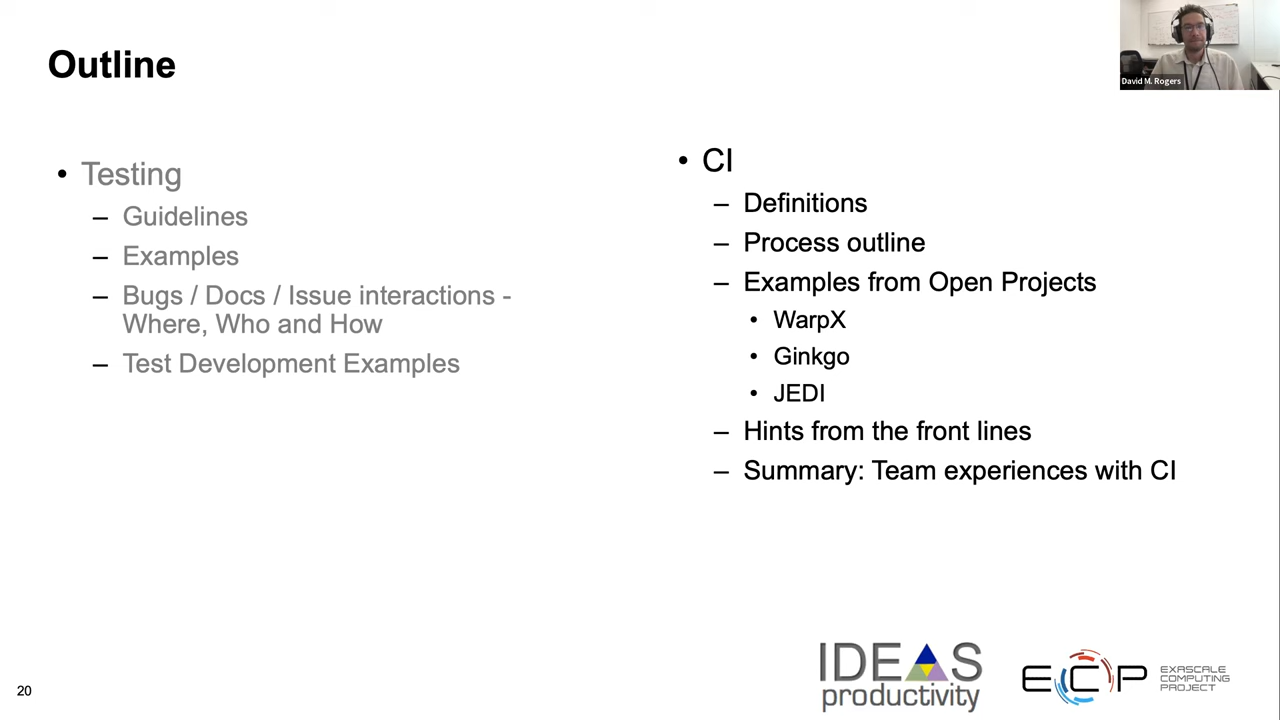 Outline
David M. Rogers
• Testing
– Guidelines
– Examples
– Bugs / Docs / Issue interactions -
Where, Who and How
– Test Development Examples
• CI
– Definitions
– Process outline
– Examples from Open Projects
• WarpX
• Ginkgo
• JEDI
– Hints from the front lines
– Summary: Team experiences with CI
20
IDEAS
productivity
ECP
EXASCALE
COMPUTING
PROJECT